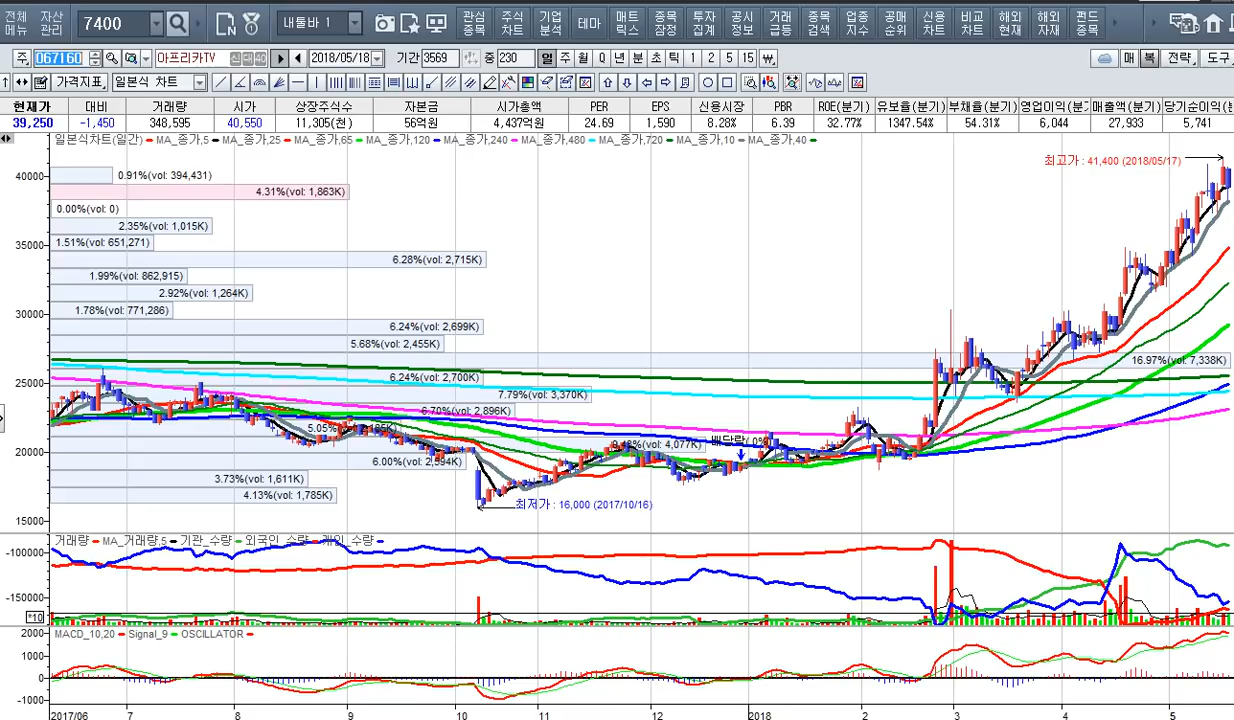 전체 메뉴 자산 관리 7400 내툴바 1 관심 종목 주식 차트 기업 분석 테마 매트 릭스 종목 잠정 투자 집계 공시 정보 거래 급등 종목 검색 업종 지수 공매 순위 신용 차트 비교 차트 해외 현재 해외 자재 펀드 종목
주 067160 아프리카TV 신 대 40 2018/05/18 기간 3569 중 230 일 주 월 Q 년 분 초 틱 1 2 5 15 매 복 전략 도구
가격지표 일본식 차트
현재가 대비 거래량 시가 상장주식수 자본금 시가총액 PER EPS 신용시장 PBR ROE(분기) 유보율(분기) 부채율(분기) 영업이익(분기 매출액(분기) 당기순이익(분
39,250 -1,450 348,595 40,550 11,305(천) 56억원 4,437억원 24.69 1,590 8.28% 6.39 32.77% 1347.54% 54.31% 6,044 27,933 5,741
일본식차트(일간) MA_종가,5 MA_종가,25 MA_종가,65 MA_종가,120 MA_종가,240 MA_종가,480 MA_종가,720 MA_종가,10 MA_종가,40
최고가 : 41,400 (2018/05/17)
40000
0.91%(vol: 394,431)
4.31%(vol: 1,863K)
0.00%(vol: 0)
2.35%(vol: 1,015K)
35000
1.51%(vol: 651,271)
6.28%(vol: 2,715K)
1.99%(vol: 862,915)
2.92%(vol: 1,264K)
30000
1.78%(vol: 771,286)
6.24%(vol: 2,699K)
5.68%(vol: 2,455K)
16.97%(vol: 7,338K)
25000
6.24%(vol: 2,700K)
7.79%(vol: 3,370K)
6.70%(vol: 2,896K)
배당락(0%)
20000
6.00%(vol: 2,594K)
3.73%(vol: 1,611K)
4.13%(vol: 1,785K)
최저가 : 16,000 (2017/10/16)
15000
거래량 MA_거래량,5 기관_수량 외국인_수량 개인_수량
-100000
-150000
*10
MACD_10,20 Signal_9 OSCILLATOR
2000
1000
0
-1000
2017/06 7 8 9 10 11 12 2018 2 3 4 5